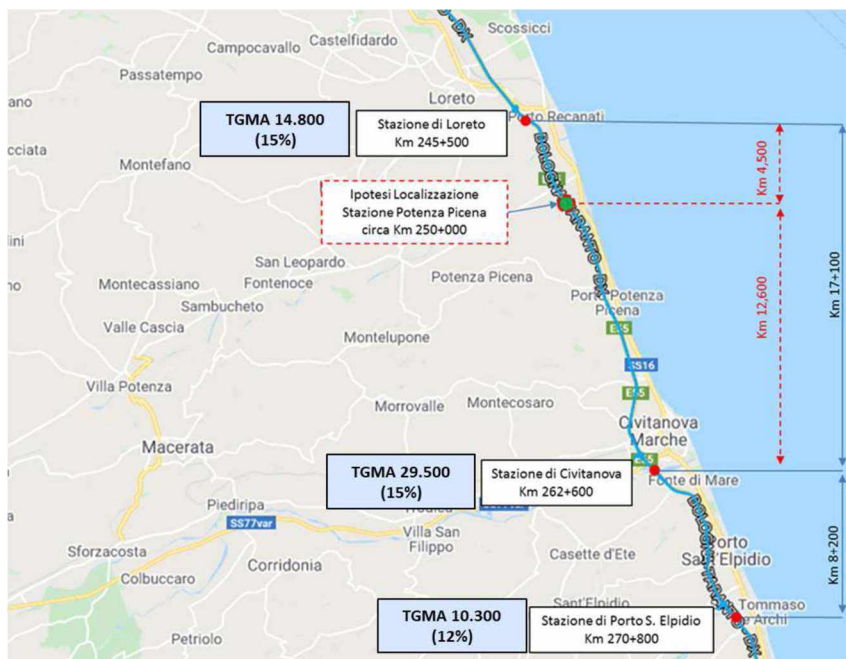 Scossicci
Castelfidardo
Campocavallo
Passatempo
Loreto
TGMA 14.800
(15%)
Stazione di Loreto
Km 245+500
Porto Recanati
Montefano
Km 4,500
Ipotesi Localizzazione
Stazione Potenza Picena
circa Km 250+000
San Leopardo
Montecassiano
Fontenoce
Potenza Picena
Sambucheto
Porto Potenza
Picena
Valle Cascia
Montelupone
E55
Km 12,600
Km 17+100
SS16
Villa Potenza
Morrovalle
Montecosaro
E55
Civitanova
Marche
Macerata
TGMA 29.500
(15%)
Stazione di Civitanova
Km 262+600
Fonte di Mare
Piediripa
SS77var
Villa San
Filippo
Sforzacosta
Corridonia
Casette d'Ete
Porto
Sant'Elpidio
Km 8+200
Colbuccaro
Sant'Elpidio
TGMA 10.300
(12%)
Stazione di Porto S. Elpidio
Km 270+800
Tommaso
Petriolo